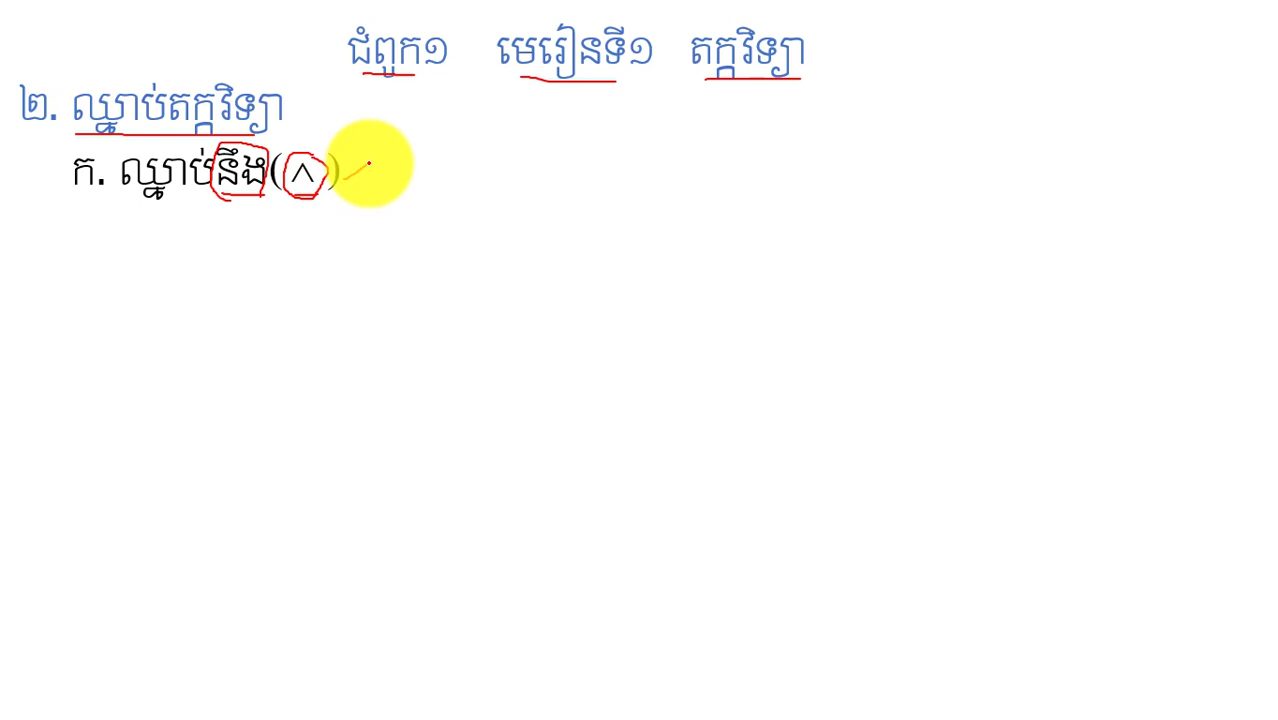 ជំពូក១ មេរៀនទី១ តក្កវិទ្យា
២. ឈ្នាប់តក្កវិទ្យា
ក. ឈ្នាប់នឹង(∧)